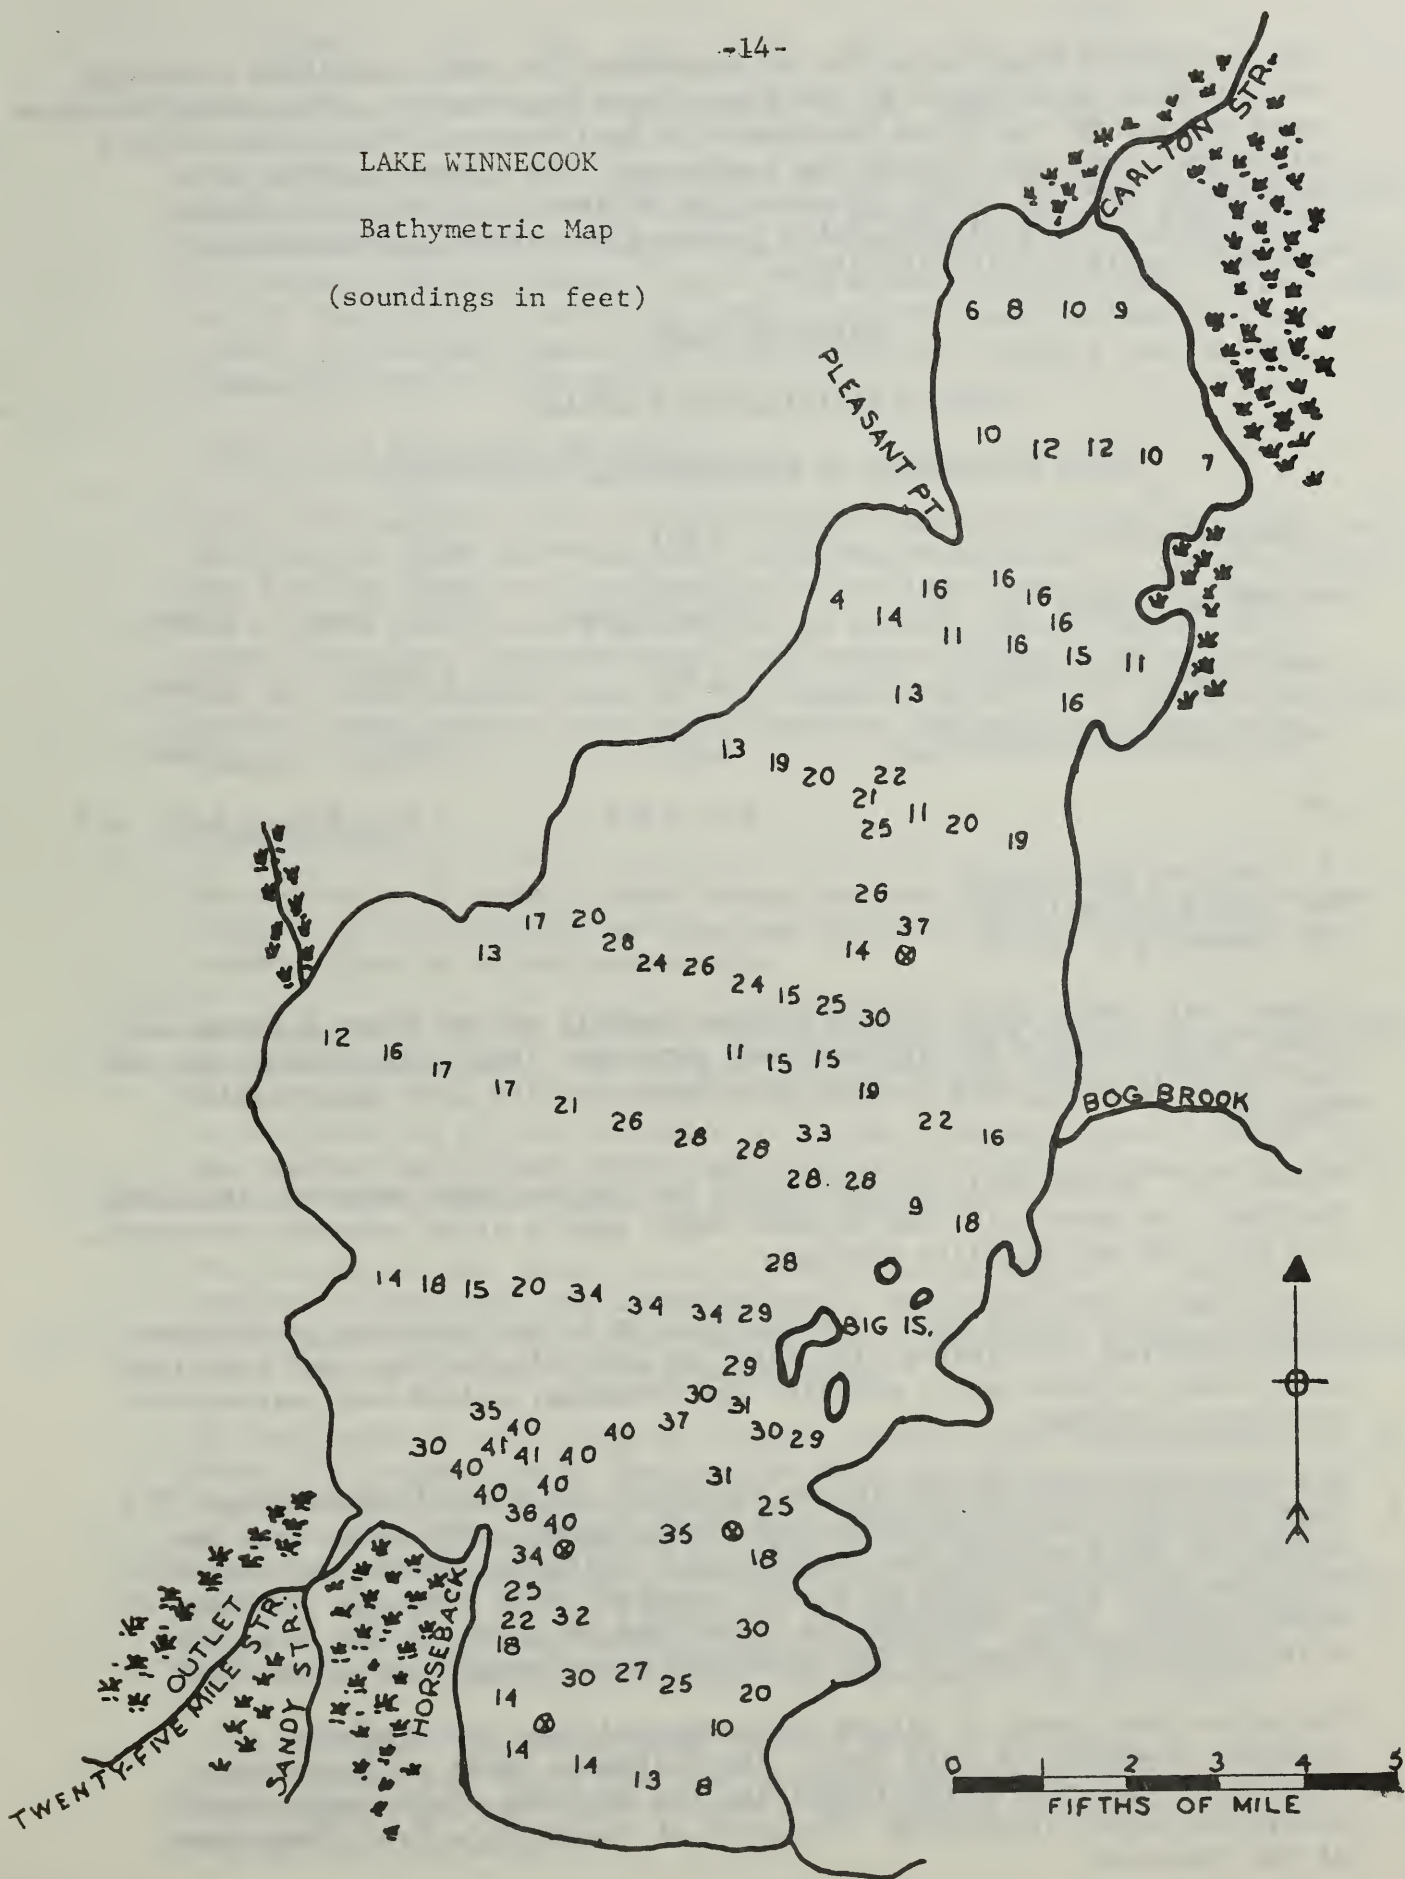 -14-
LAKE WINNECOOK
Bathymetric Map
(soundings in feet)
CARLTON STR.
6 8 10 9
PLEASANT PT
10 12 12 10 7
4 14 16 16 16 16
11 16 15 11
13 16
13 19 20 22
21 11 20 19
25
26
37
14
17 20
13 28 24 26 24 15 25 30
12 16 17 17 21 26 28 28 33
11 15 15
19
22 16
28. 28
9 18
BOG BROOK
28
14 18 15 20 34 34 34 29
BIG IS.
29
30 31
35 40 40 37
30 29
30 41 41 40
40 40
40
31
25
36 40
35
18
34
25
22 32
18
30
30 27 25 20
14
10
14 14 13 8
HORSEBACK
OUTLET
TWENTY-FIVE MILE STR.
SANDY STR.
0 1 2 3 4 5
FIFTHS OF MILE